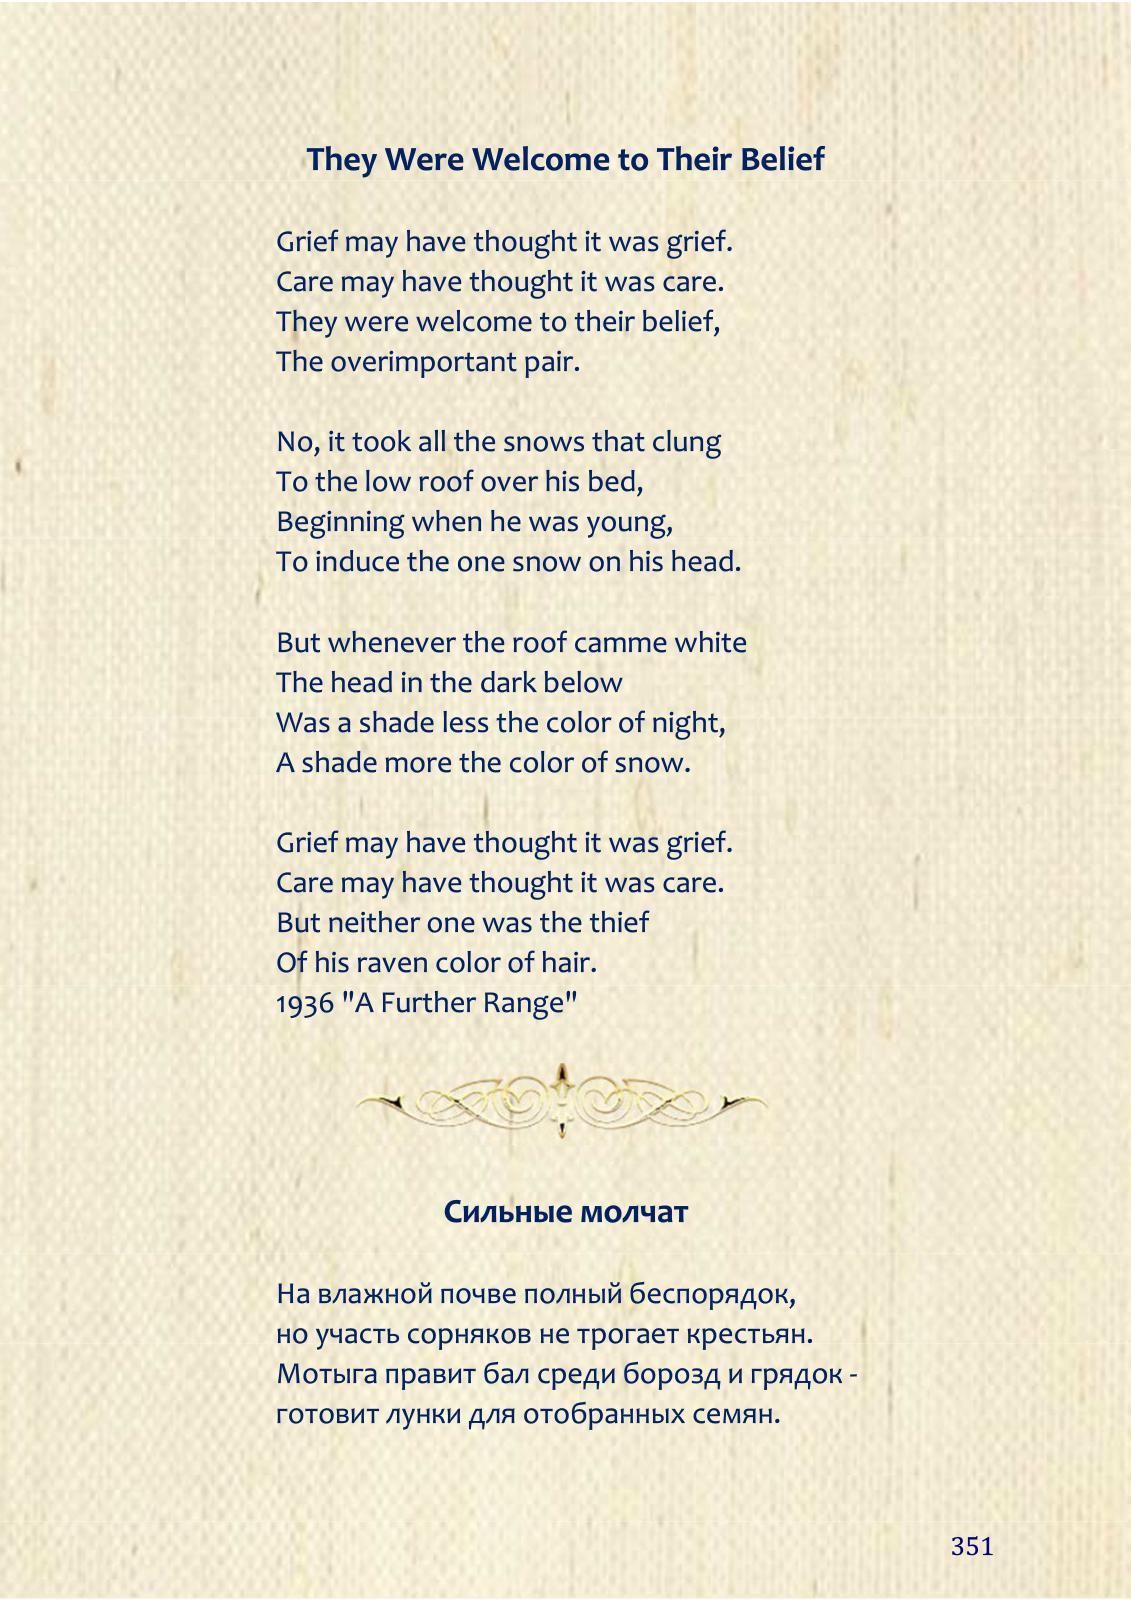 They Were Welcome to Their Belief
Grief may have thought it was grief.
Care may have thought it was care.
They were welcome to their belief,
The overimportant pair.
No, it took all the snows that clung
To the low roof over his bed,
Beginning when he was young,
To induce the one snow on his head.
But whenever the roof camme white
The head in the dark below
Was a shade less the color of night,
A shade more the color of snow.
Grief may have thought it was grief.
Care may have thought it was care.
But neither one was the thief
Of his raven color of hair.
1936 "A Further Range"
Сильные молчат
На влажной почве полный беспорядок,
но участь сорняков не трогает крестьян.
Мотыга правит бал среди борозд и грядок -
готовит лунки для отобранных семян.
351